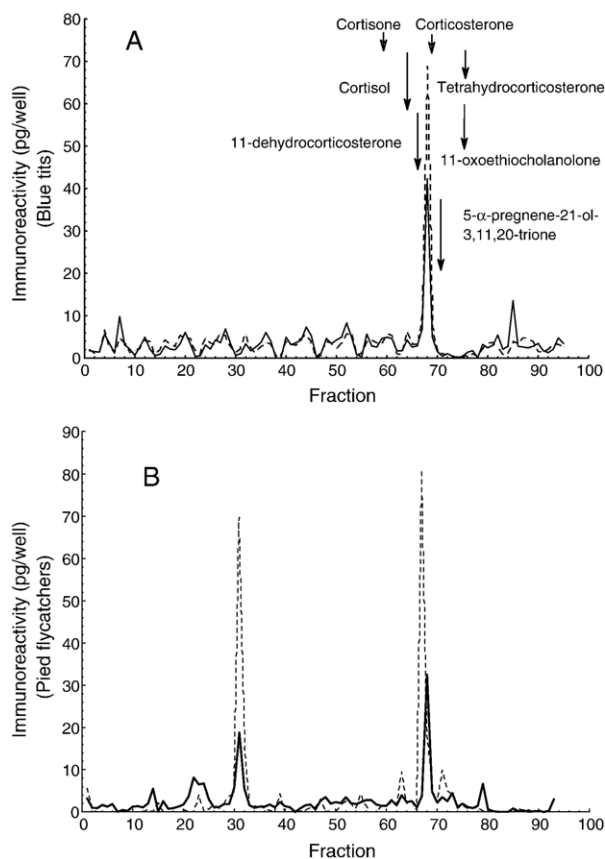 A
Immunoreactivity (pg/well)
(Blue tits)
80
70
60
50
40
30
20
10
0
Cortisone
Corticosterone
Cortisol
Tetrahydrocorticosterone
11-dehydrocorticosterone
11-oxoethiocholanolone
5-α-pregnene-21-ol-
3,11,20-trione
0 10 20 30 40 50 60 70 80 90 100
Fraction
B
Immunoreactivity (pg/well)
(Pied flycatchers)
90
80
70
60
50
40
30
20
10
0
0 10 20 30 40 50 60 70 80 90 100
Fraction